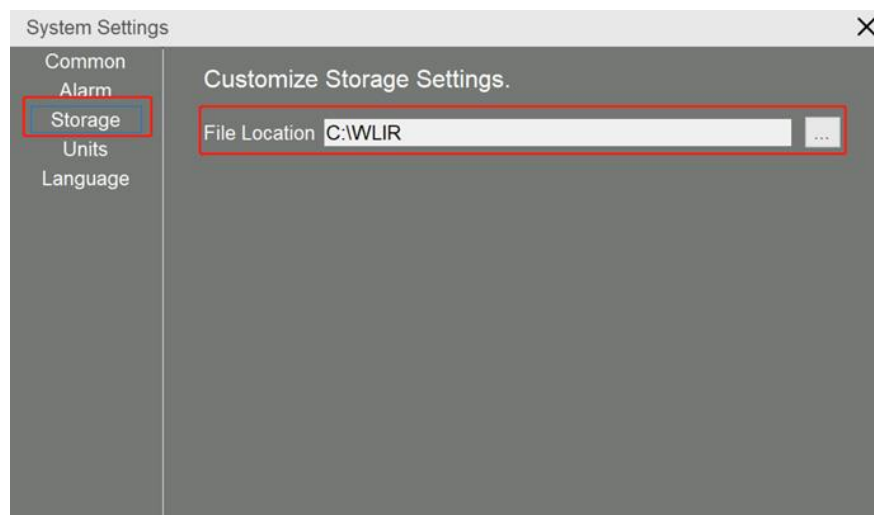 System Settings
Common
Alarm
Storage
Units
Language
Customize Storage Settings.
File Location C:\WLIR ...